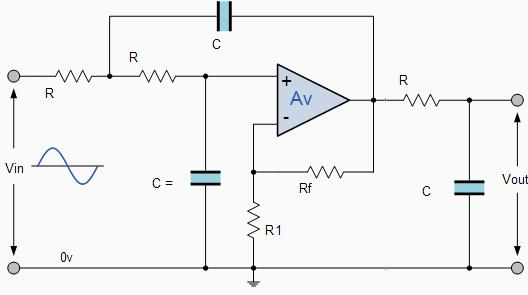 C
R
R
R
+
Av
-
Vin
C =
Rf
C
Vout
R1
0v